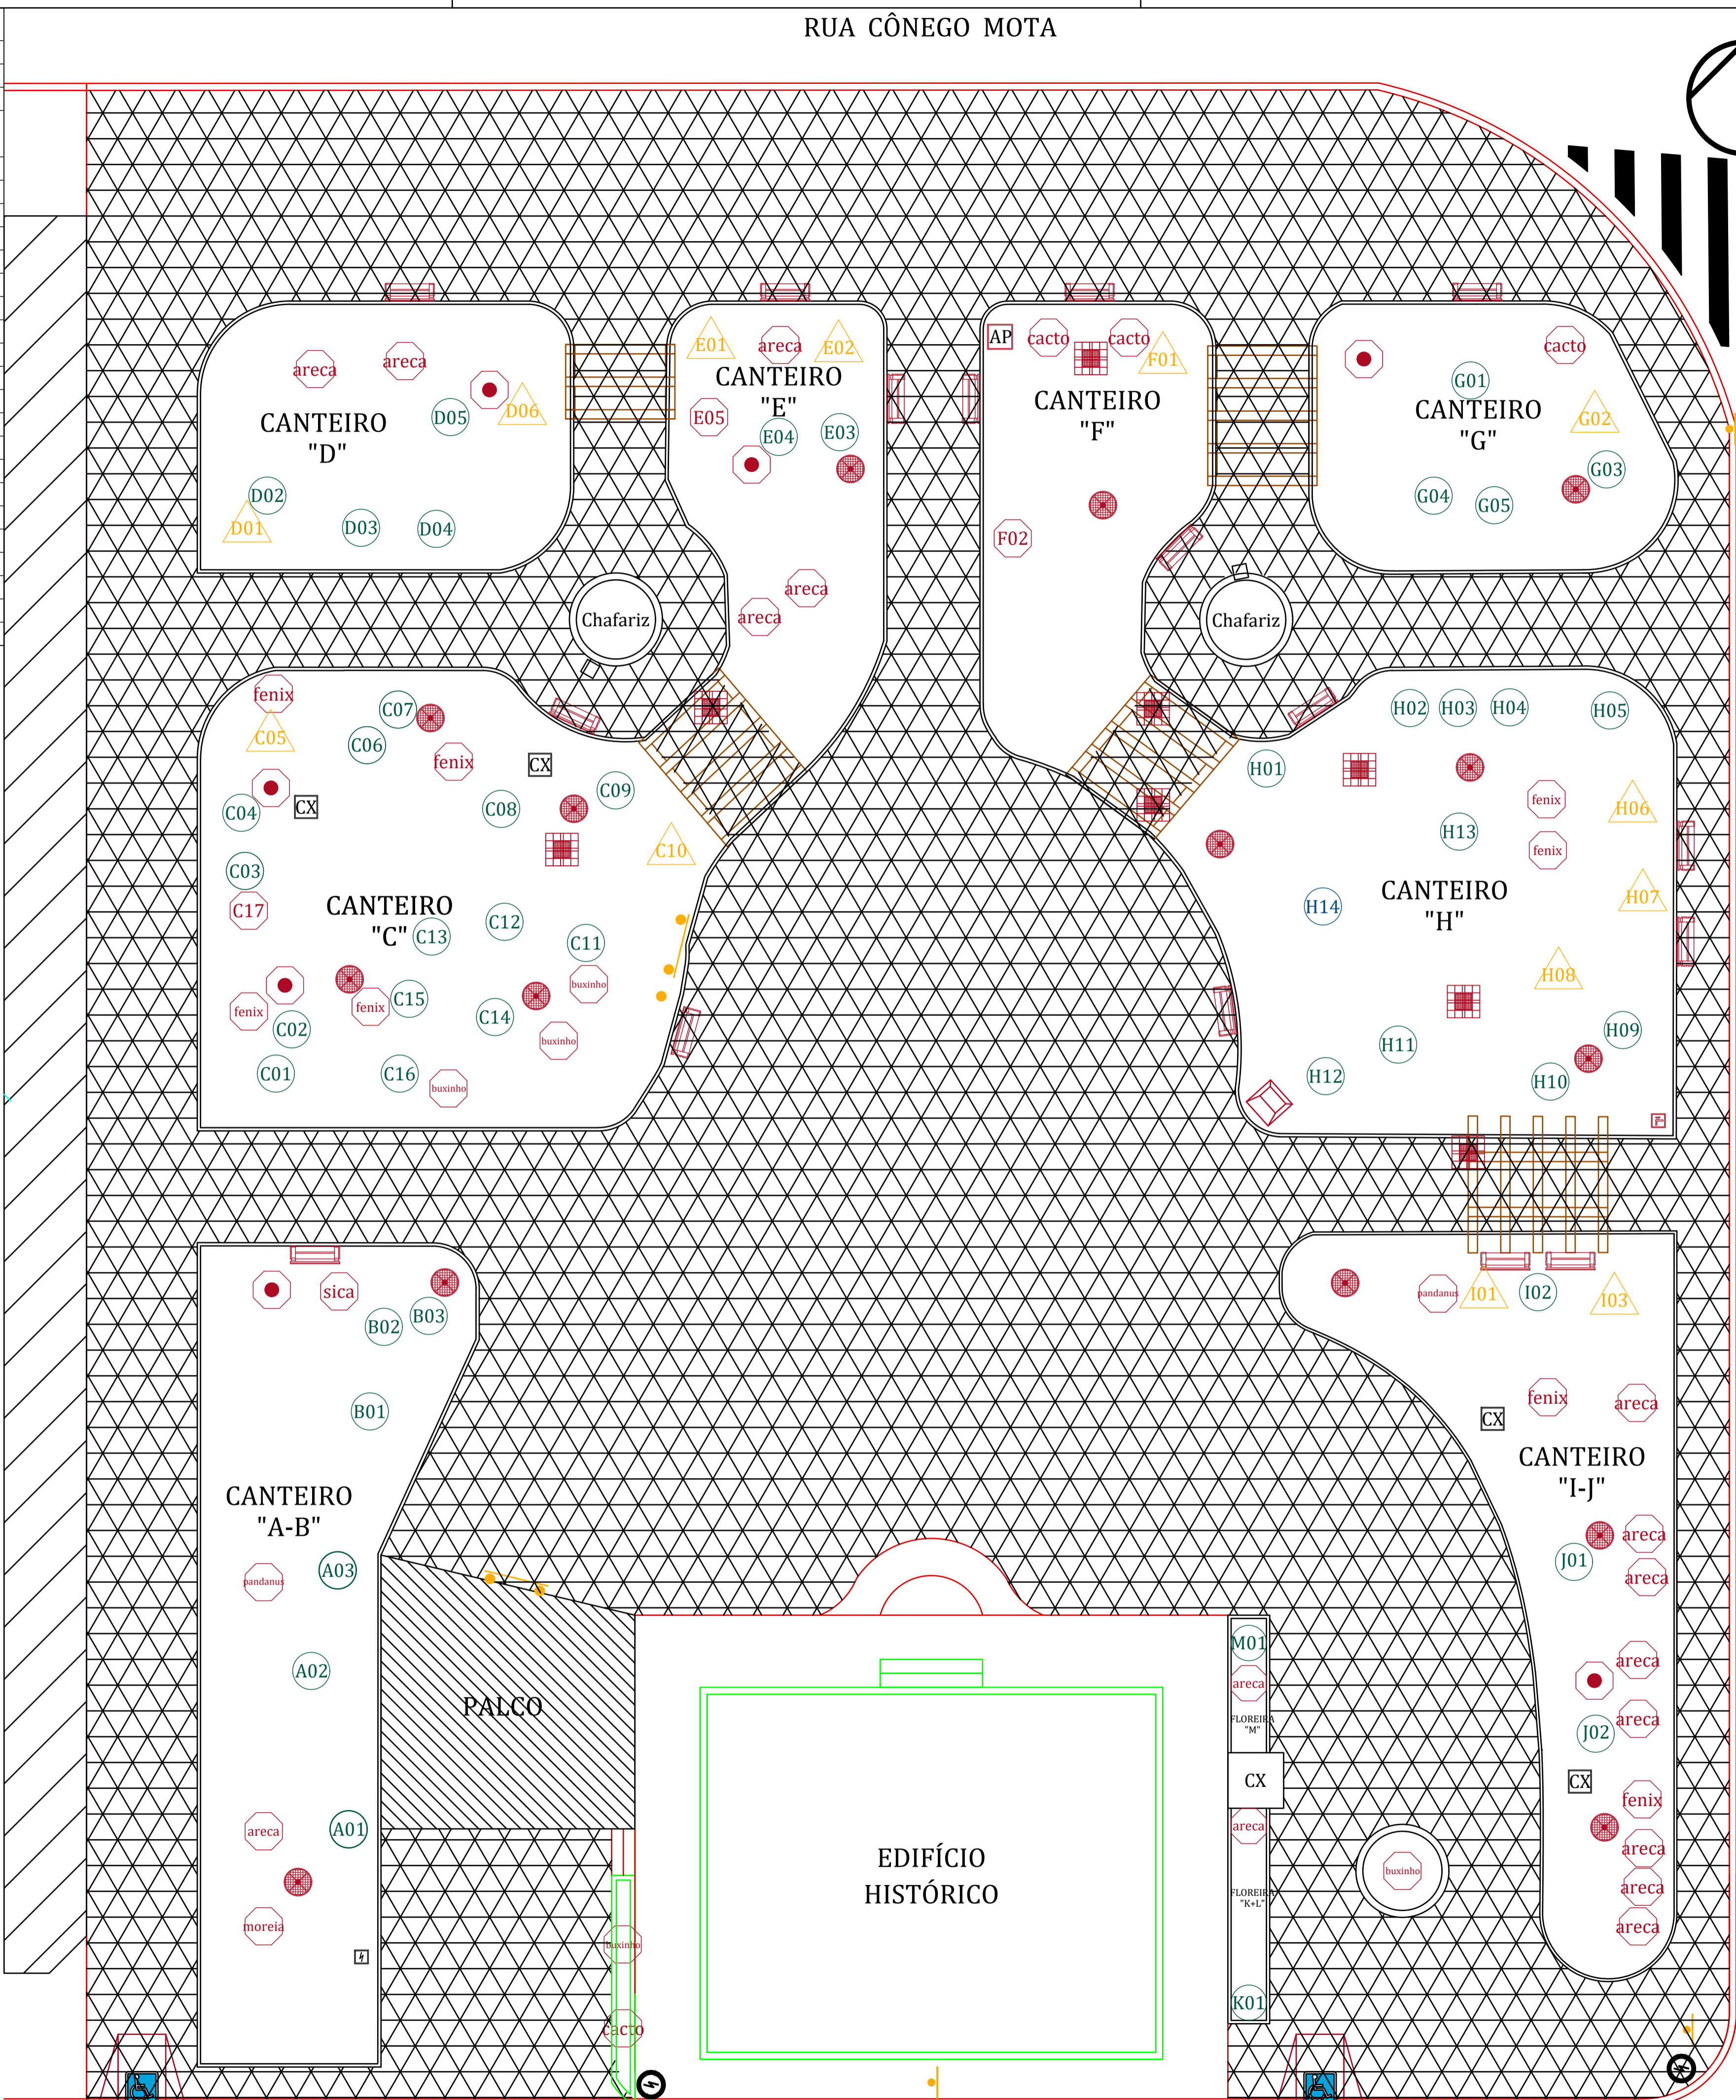 RUA CÔNEGO MOTA
areca
areca
D05
D06
CANTEIRO
"D"
D02
D01
D03
D04
E01
areca
E02
CANTEIRO
"E"
E05
E04
E03
areca
areca
AP
cacto
cacto
F01
CANTEIRO
"F"
F02
cacto
G01
G02
CANTEIRO
"G"
G03
G04
G05
Chafariz
Chafariz
fenix
C05
C07
C06
fenix
CX
C09
C04
CX
C08
C10
C03
C17
CANTEIRO
"C"
C13
C12
C11
buxinho
fenix
fenix
C15
C02
C14
buxinho
C01
C16
buxinho
H02
H03
H04
H05
H01
fenix
H06
H13
fenix
H14
CANTEIRO
"H"
H07
H08
H09
H11
H12
H10
sica
B02
B03
B01
CANTEIRO
"A-B"
pandanus
A03
A02
areca
A01
moreia
PALCO
buxinho
cacto
EDIFÍCIO
HISTÓRICO
M01
areca
FLOREIRA
"M"
CX
areca
FLOREIRA
"K+L"
K01
buxinho
pandanus
I01
I02
I03
fenix
areca
CX
CANTEIRO
"I-J"
areca
J01
areca
areca
areca
J02
CX
fenix
areca
areca
areca